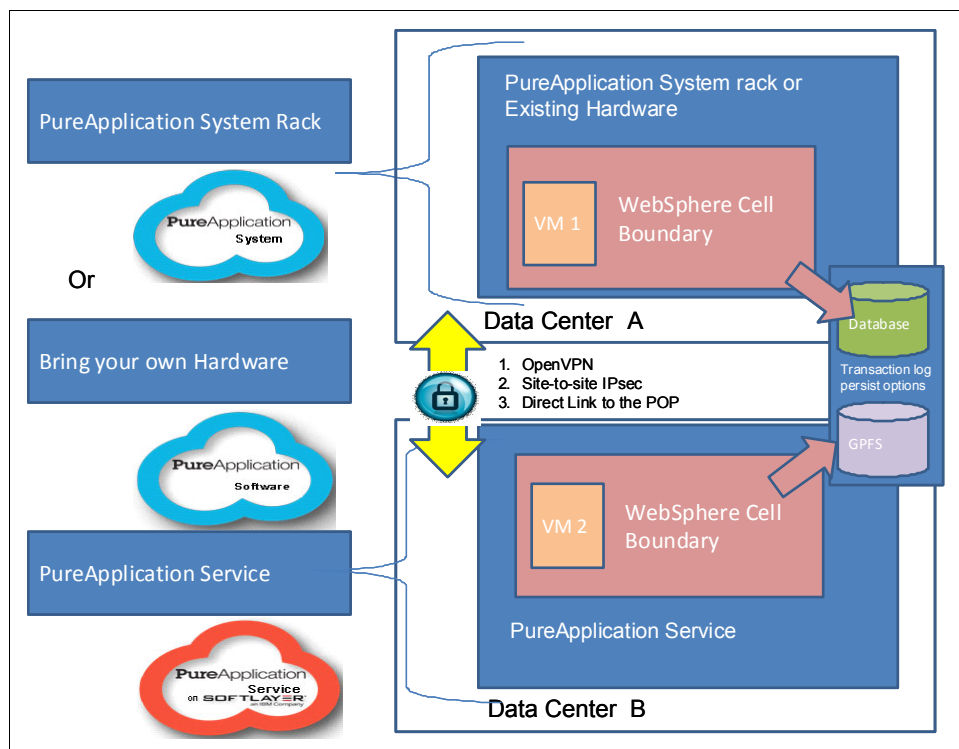 PureApplication System Rack
PureApplication
System
Or
Bring your own Hardware
PureApplication
Software
PureApplication Service
PureApplication
Service
on SOFTLAYER
an IBM Company
PureApplication System rack or
Existing Hardware
VM 1
WebSphere Cell
Boundary
Data Center A
1. OpenVPN
2. Site-to-site IPsec
3. Direct Link to the POP
Database
Transaction log
persist options
GPFS
VM 2
WebSphere Cell
Boundary
PureApplication Service
Data Center B